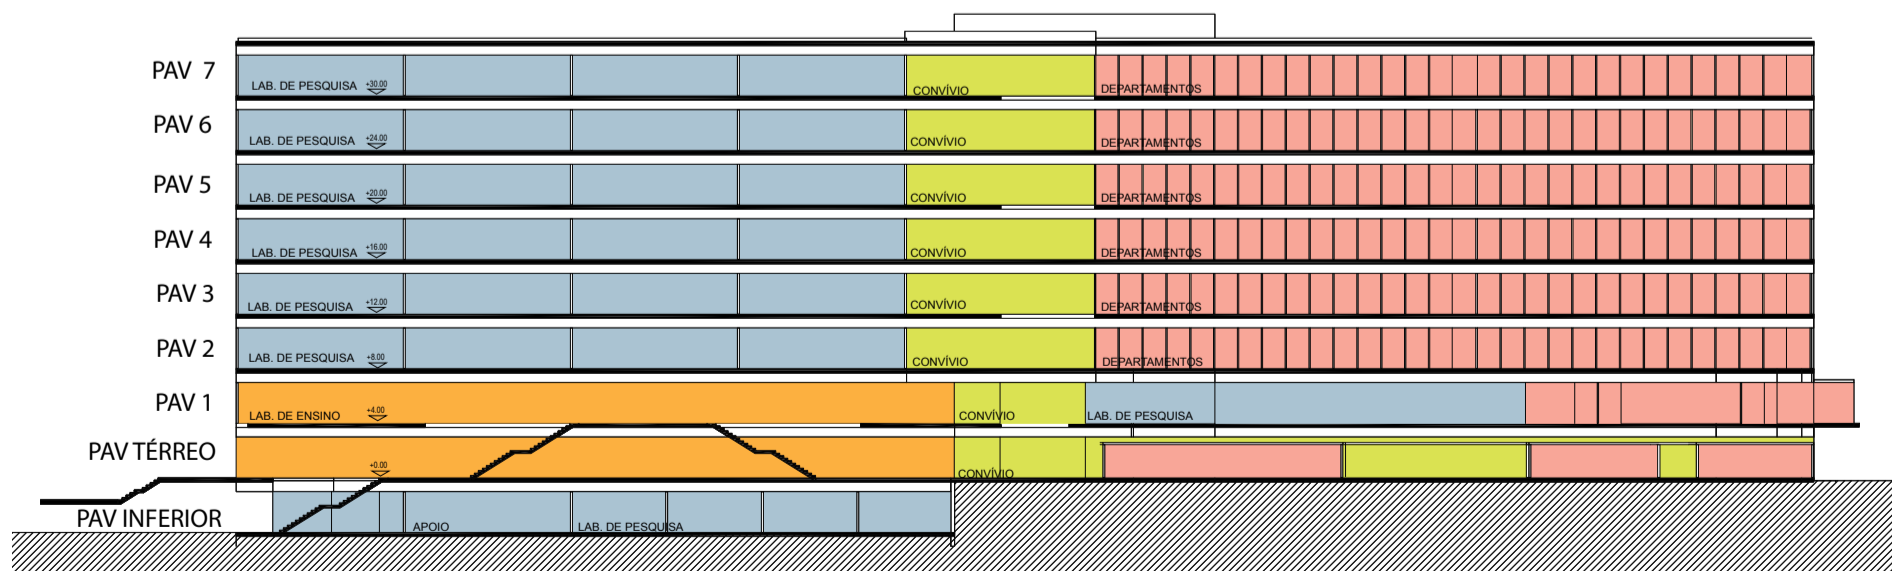 PAV 7
LAB. DE PESQUISA +30.00 CONVÍVIO DEPARTAMENTOS
PAV 6
LAB. DE PESQUISA +24.00 CONVÍVIO DEPARTAMENTOS
PAV 5
LAB. DE PESQUISA +20.00 CONVÍVIO DEPARTAMENTOS
PAV 4
LAB. DE PESQUISA +16.00 CONVÍVIO DEPARTAMENTOS
PAV 3
LAB. DE PESQUISA +12.00 CONVÍVIO DEPARTAMENTOS
PAV 2
LAB. DE PESQUISA +8.00 CONVÍVIO DEPARTAMENTOS
PAV 1
LAB. DE ENSINO +4.00 CONVÍVIO LAB. DE PESQUISA
PAV TÉRREO
+0.00 CONVÍVIO
PAV INFERIOR
APOIO LAB. DE PESQUISA